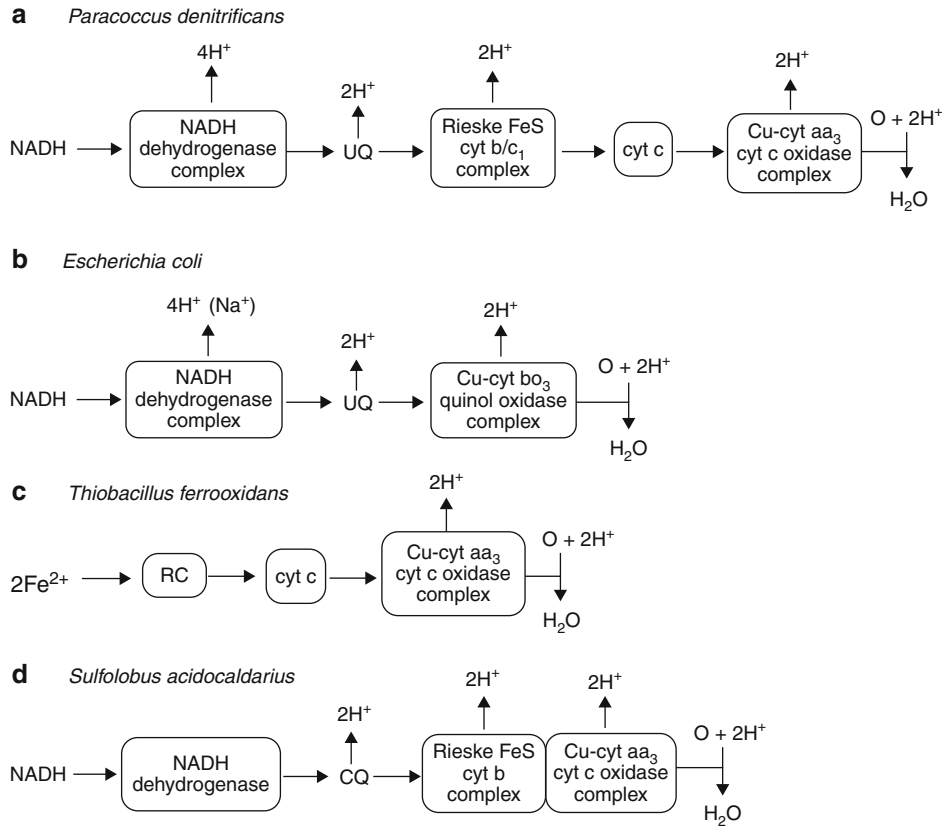 a Paracoccus denitrificans
4H⁺
2H⁺
2H⁺
2H⁺
NADH
NADH
dehydrogenase
complex
UQ
Rieske FeS
cyt b/c₁
complex
cyt c
Cu-cyt aa₃
cyt c oxidase
complex
O + 2H⁺
H₂O
b Escherichia coli
4H⁺ (Na⁺)
2H⁺
2H⁺
NADH
NADH
dehydrogenase
complex
UQ
Cu-cyt bo₃
quinol oxidase
complex
O + 2H⁺
H₂O
c Thiobacillus ferrooxidans
2H⁺
2Fe²⁺
RC
cyt c
Cu-cyt aa₃
cyt c oxidase
complex
O + 2H⁺
H₂O
d Sulfolobus acidocaldarius
2H⁺
2H⁺
2H⁺
NADH
NADH
dehydrogenase
CQ
Rieske FeS
cyt b
complex
Cu-cyt aa₃
cyt c oxidase
complex
O + 2H⁺
H₂O